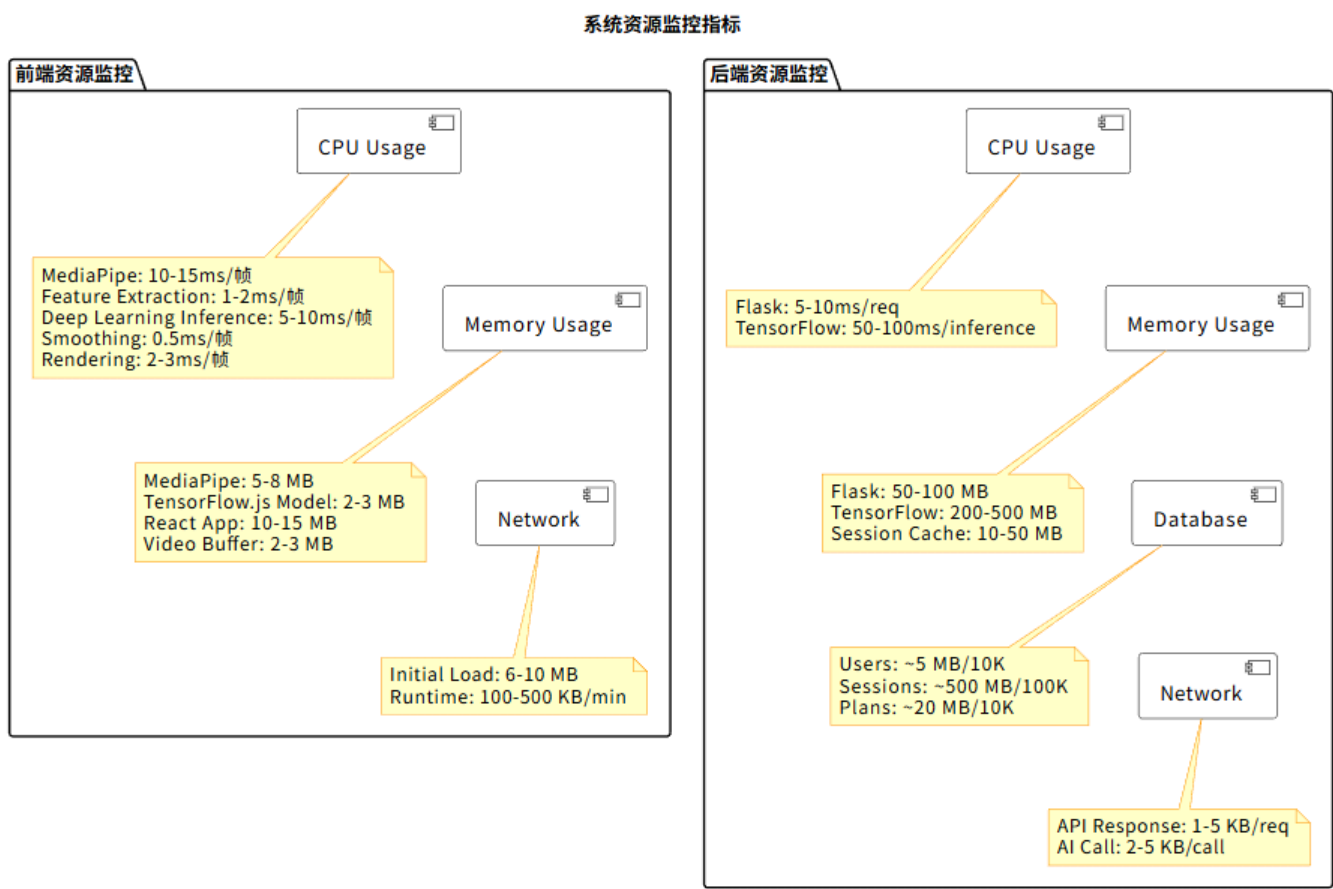 系统资源监控指标
前端资源监控
CPU Usage
MediaPipe: 10-15ms/帧
Feature Extraction: 1-2ms/帧
Deep Learning Inference: 5-10ms/帧
Smoothing: 0.5ms/帧
Rendering: 2-3ms/帧
Memory Usage
MediaPipe: 5-8 MB
TensorFlow.js Model: 2-3 MB
React App: 10-15 MB
Video Buffer: 2-3 MB
Network
Initial Load: 6-10 MB
Runtime: 100-500 KB/min
后端资源监控
CPU Usage
Flask: 5-10ms/req
TensorFlow: 50-100ms/inference
Memory Usage
Flask: 50-100 MB
TensorFlow: 200-500 MB
Session Cache: 10-50 MB
Database
Users: ~5 MB/10K
Sessions: ~500 MB/100K
Plans: ~20 MB/10K
Network
API Response: 1-5 KB/req
AI Call: 2-5 KB/call